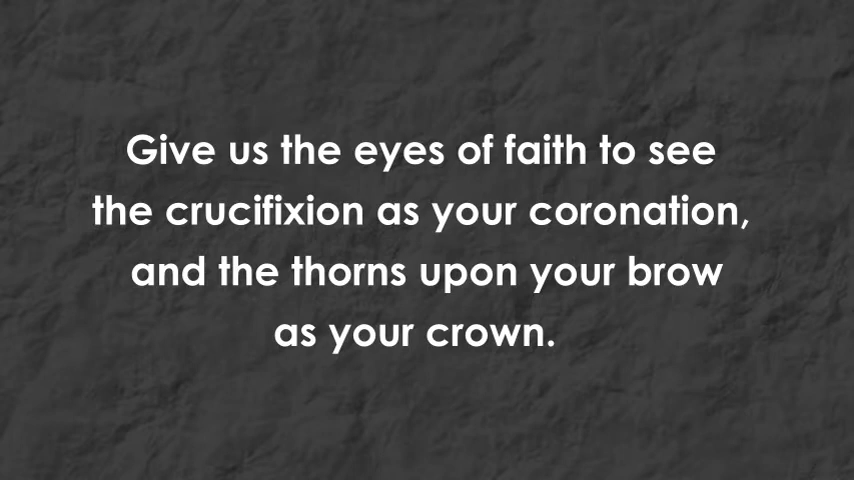 Give us the eyes of faith to see
the crucifixion as your coronation,
and the thorns upon your brow
as your crown.